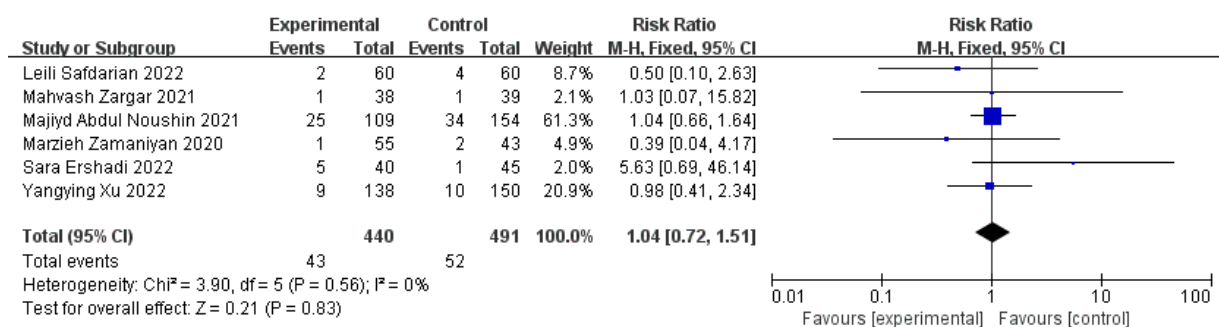 Experimental Control Risk Ratio Risk Ratio
Study or Subgroup Events Total Events Total Weight M-H, Fixed, 95% CI M-H, Fixed, 95% CI
Leili Safdarian 2022 2 60 4 60 8.7% 0.50 [0.10, 2.63]
Mahvash Zargar 2021 1 38 1 39 2.1% 1.03 [0.07, 15.82]
Majiyd Abdul Noushin 2021 25 109 34 154 61.3% 1.04 [0.66, 1.64]
Marzieh Zamaniyan 2020 1 55 2 43 4.9% 0.39 [0.04, 4.17]
Sara Ershadi 2022 5 40 1 45 2.0% 5.63 [0.69, 46.14]
Yangying Xu 2022 9 138 10 150 20.9% 0.98 [0.41, 2.34]
Total (95% CI) 440 491 100.0% 1.04 [0.72, 1.51]
Total events 43 52
Heterogeneity: Chi² = 3.90, df = 5 (P = 0.56); I² = 0%
Test for overall effect: Z = 0.21 (P = 0.83)
0.01 0.1 1 10 100
Favours [experimental] Favours [control]